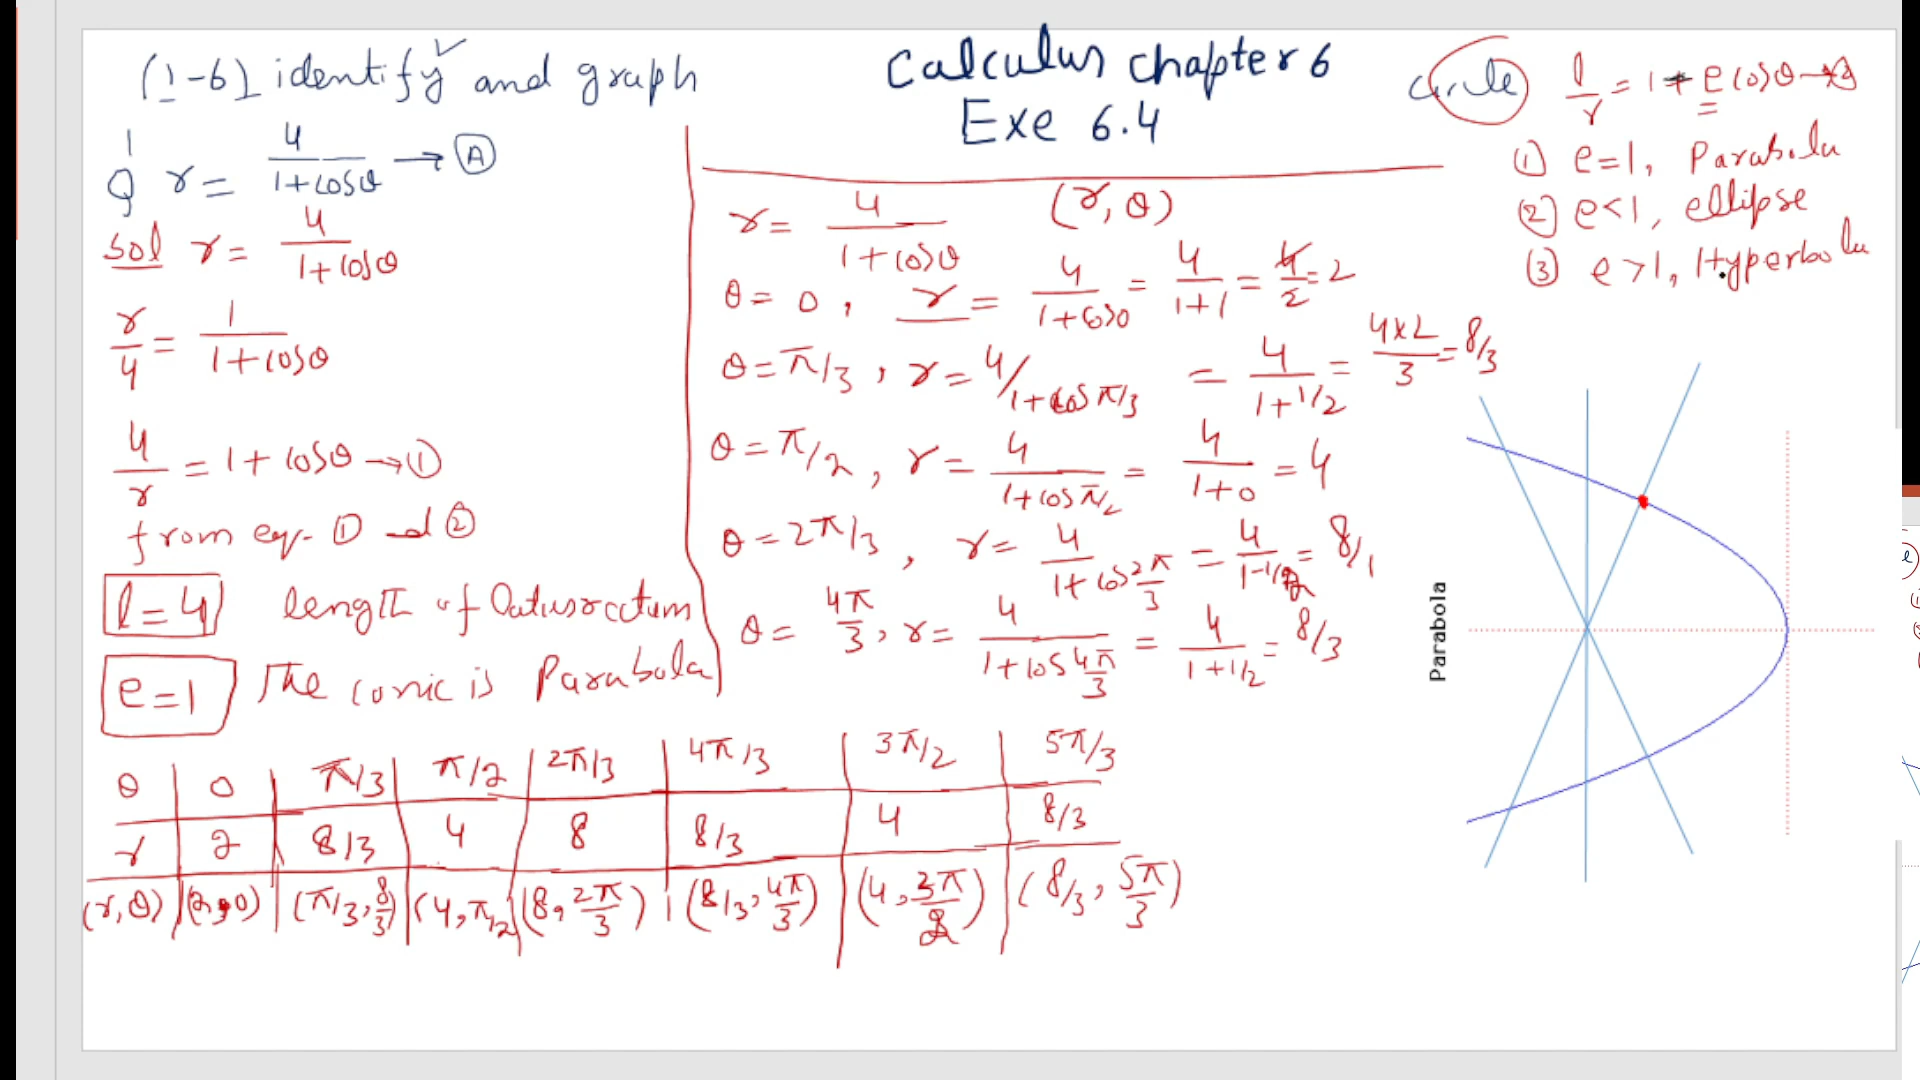 (1-6) identify and graph
Calculus chapter 6
Exe 6.4
Q1 r = 4/(1+cosθ) → Ⓐ
sol r = 4/(1+cosθ)
r/4 = 1/(1+cosθ)
4/r = 1+cosθ → ①
from eq. ① and ②
l=4 length of Latusrectum
e=1 The conic is Parabola
r = 4/(1+cosθ) (r, θ)
θ = 0, r = 4/(1+cos0) = 4/(1+1) = 4/2 = 2
θ = π/3, r = 4/1+cos π/3 = 4/(1+1/2) = 4×2/3 = 8/3
θ = π/2, r = 4/(1+cos π/2) = 4/(1+0) = 4
θ = 2π/3, r = 4/(1+cos 2π/3) = 4/(1-1/2) = 8/1
θ = 4π/3, r = 4/(1+cos 4π/3) = 4/(1+1/2) = 8/3
circle l/r = 1+e cosθ → ②
(1) e=1, Parabola
(2) e<1, ellipse
(3) e>1, Hyperbola
Parabola
θ | 0 | π/3 | π/2 | 2π/3 | 4π/3 | 3π/2 | 5π/3
r | 2 | 8/3 | 4 | 8 | 8/3 | 4 | 8/3
(r, θ) | (2, 0) | (π/3, 8/3) | (4, π/2 | (8, 2π/3) | (8/3, 4π/3) | (4, 3π/2) | (8/3, 5π/3)